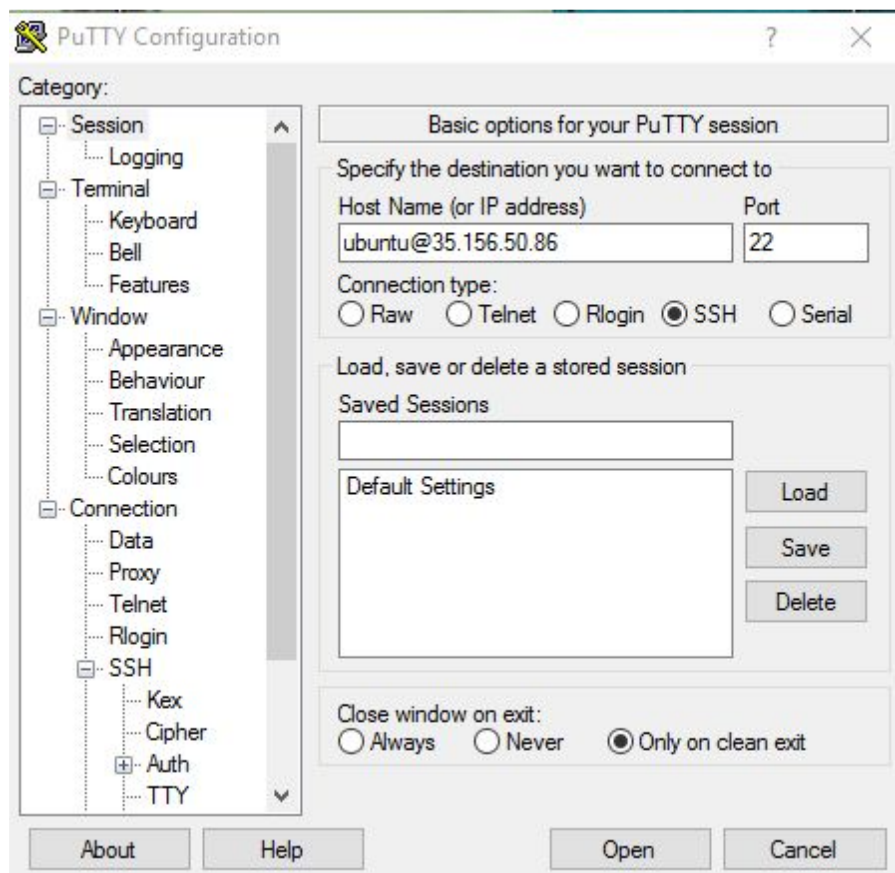 PuTTY Configuration
?
Category:
Session
Logging
Terminal
Keyboard
Bell
Features
Window
Appearance
Behaviour
Translation
Selection
Colours
Connection
Data
Proxy
Telnet
Rlogin
SSH
Kex
Cipher
Auth
TTY
Basic options for your PuTTY session
Specify the destination you want to connect to
Host Name (or IP address) Port
ubuntu@35.156.50.86 22
Connection type:
Raw Telnet Rlogin SSH Serial
Load, save or delete a stored session
Saved Sessions
Default Settings
Load
Save
Delete
Close window on exit:
Always Never Only on clean exit
About Help Open Cancel